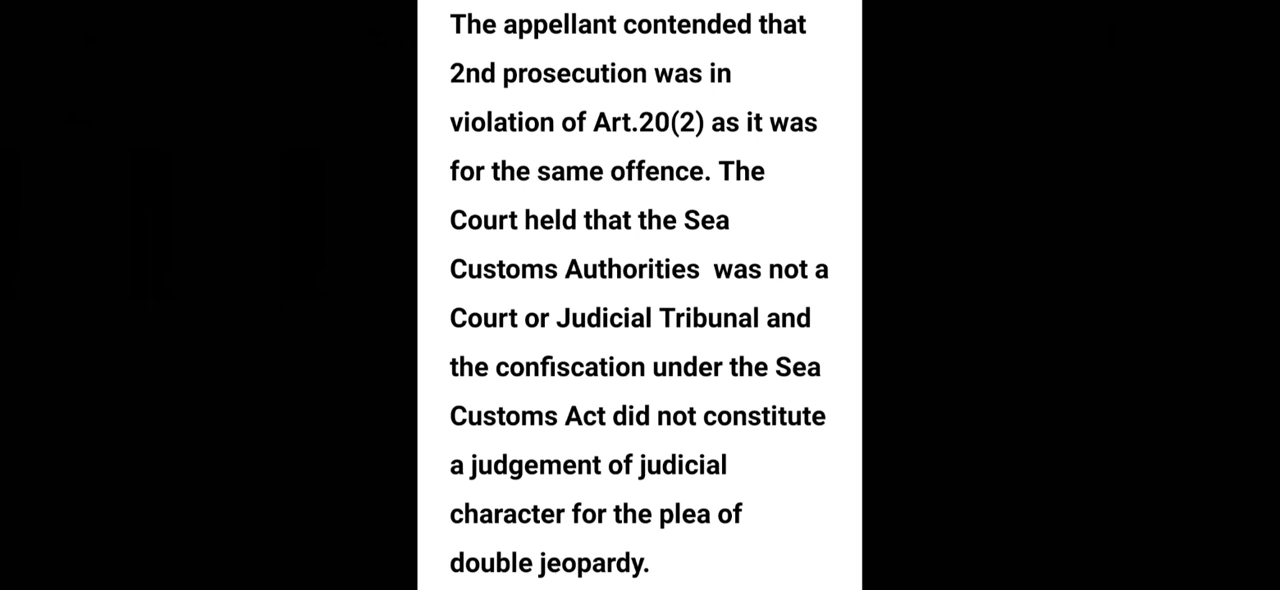 The appellant contended that
2nd prosecution was in
violation of Art.20(2) as it was
for the same offence. The
Court held that the Sea
Customs Authorities  was not a
Court or Judicial Tribunal and
the confiscation under the Sea
Customs Act did not constitute
a judgement of judicial
character for the plea of
double jeopardy.